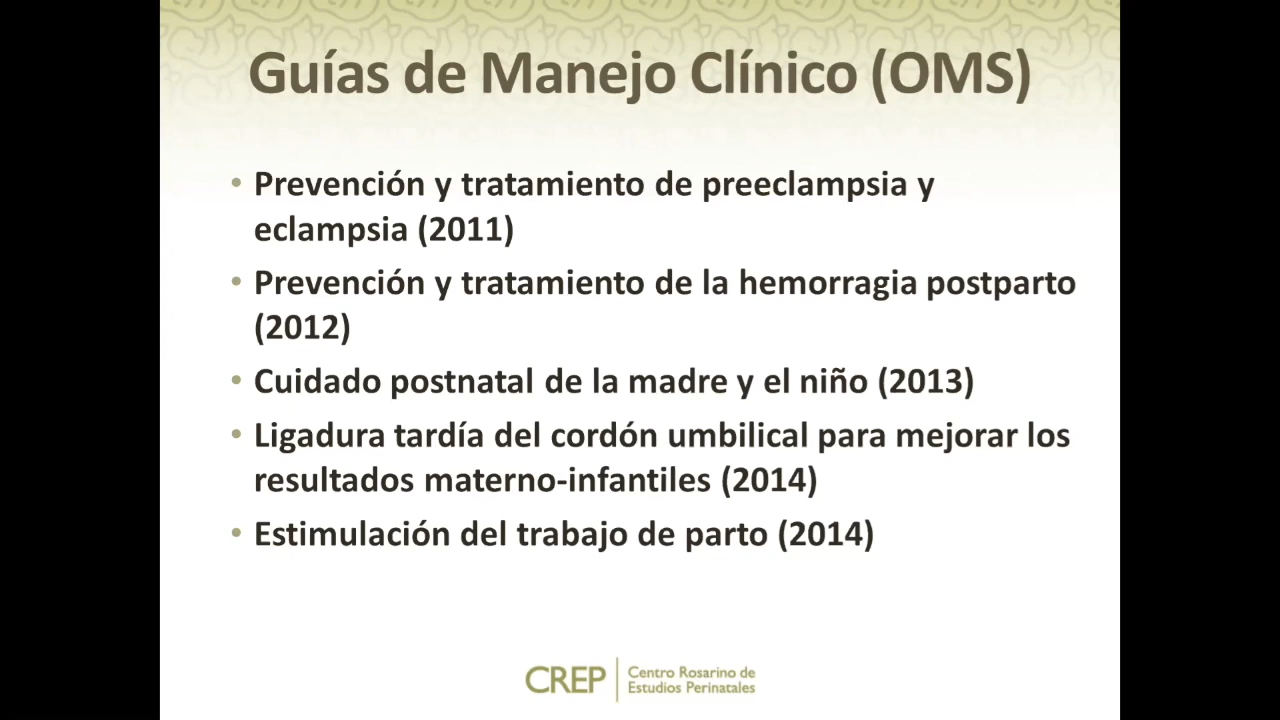 Guías de Manejo Clínico (OMS)
• Prevención y tratamiento de preeclampsia y
eclampsia (2011)
• Prevención y tratamiento de la hemorragia postparto
(2012)
• Cuidado postnatal de la madre y el niño (2013)
• Ligadura tardía del cordón umbilical para mejorar los
resultados materno-infantiles (2014)
• Estimulación del trabajo de parto (2014)
CREP
Centro Rosarino de
Estudios Perinatales